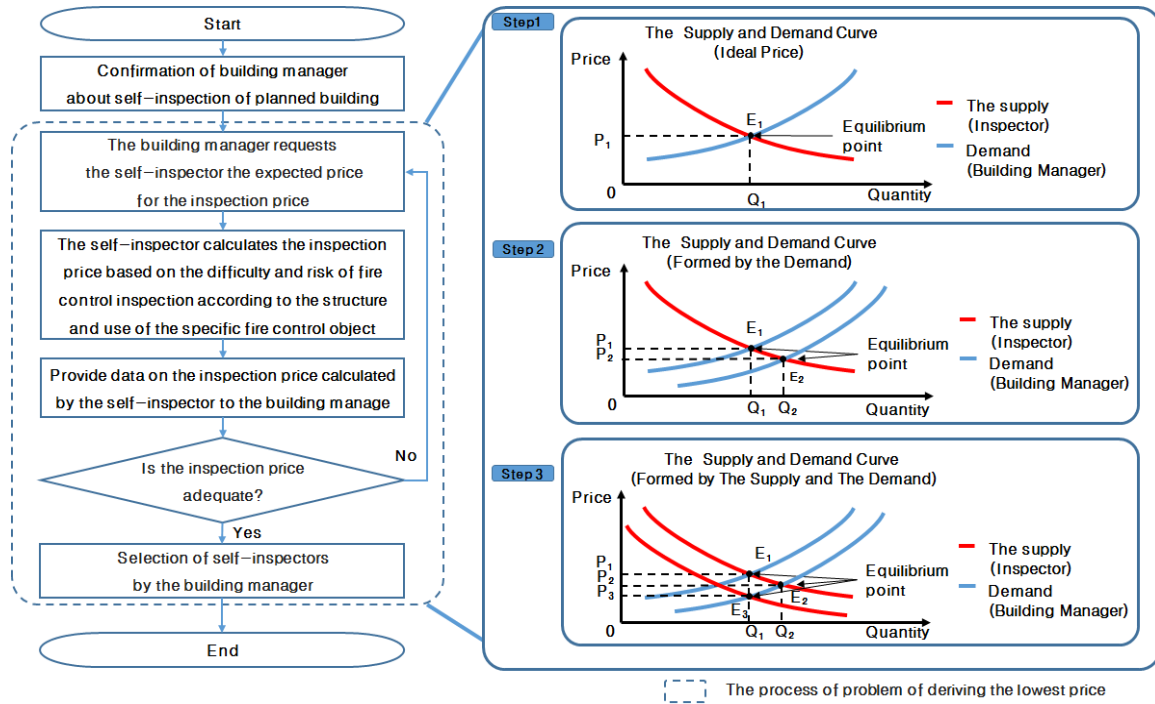 Start
Confirmation of building manager
about self-inspection of planned building
The building manager requests
the self-inspector the expected price
for the inspection price
The self-inspector calculates the inspection
price based on the difficulty and risk of fire
control inspection according to the structure
and use of the specific fire control object
Provide data on the inspection price calculated
by the self-inspector to the building manage
Is the inspection price
adequate?
No
Yes
Selection of self-inspectors
by the building manager
End
Step1
The Supply and Demand Curve
(Ideal Price)
Price
E1
P1
Equilibrium
point
0
Q1
Quantity
The supply
(Inspector)
Demand
(Building Manager)
Step 2
The Supply and Demand Curve
(Formed by the Demand)
Price
E1
P1
P2
E2
Equilibrium
point
0
Q1
Q2
Quantity
The supply
(Inspector)
Demand
(Building Manager)
Step 3
The Supply and Demand Curve
(Formed by The Supply and The Demand)
Price
E1
P1
P2
P3
E2
E3
Equilibrium
point
0
Q1
Q2
Quantity
The supply
(Inspector)
Demand
(Building Manager)
The process of problem of deriving the lowest price